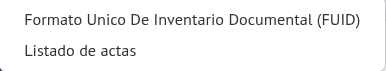 Formato Unico De Inventario Documental (FUID)
Listado de actas